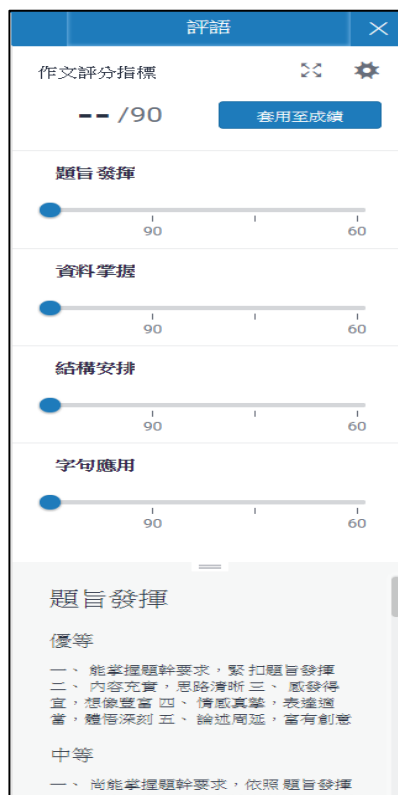 評語
作文評分指標
-- /90
套用至成績
題旨發揮
90
60
資料掌握
90
60
結構安排
90
60
字句應用
90
60
題旨發揮
優等
一、 能掌握題幹要求，緊扣題旨發揮
二、 內容充實，思路清晰 三、 感發得
宜，想像豐富 四、 情感真摯，表達適
當，體悟深刻 五、 論述周延，富有創意
中等
一、 尚能掌握題幹要求，依照 題旨發揮